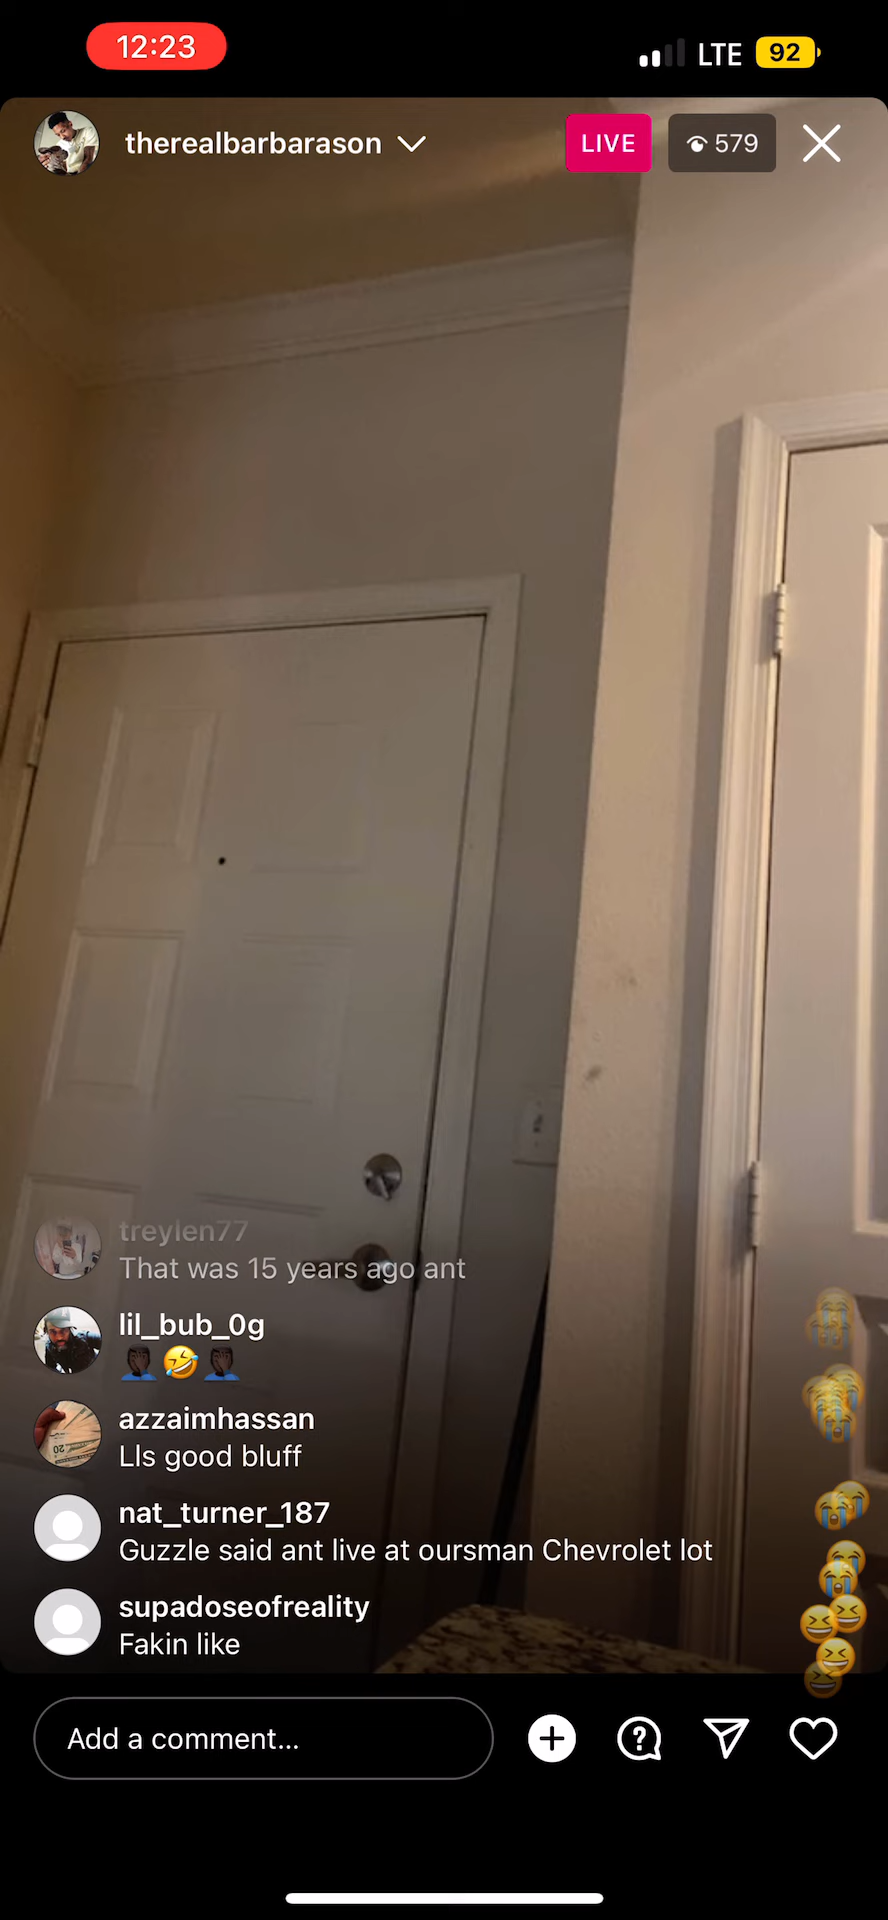 12:23
LTE 92
therealbarbarason
LIVE
579
treylen77
That was 15 years ago ant
lil_bub_0g
🤦🏿‍♂️🤣🤦🏿‍♂️
azzaimhassan
Lls good bluff
nat_turner_187
Guzzle said ant live at oursman Chevrolet lot
supadoseofreality
Fakin like
Add a comment...